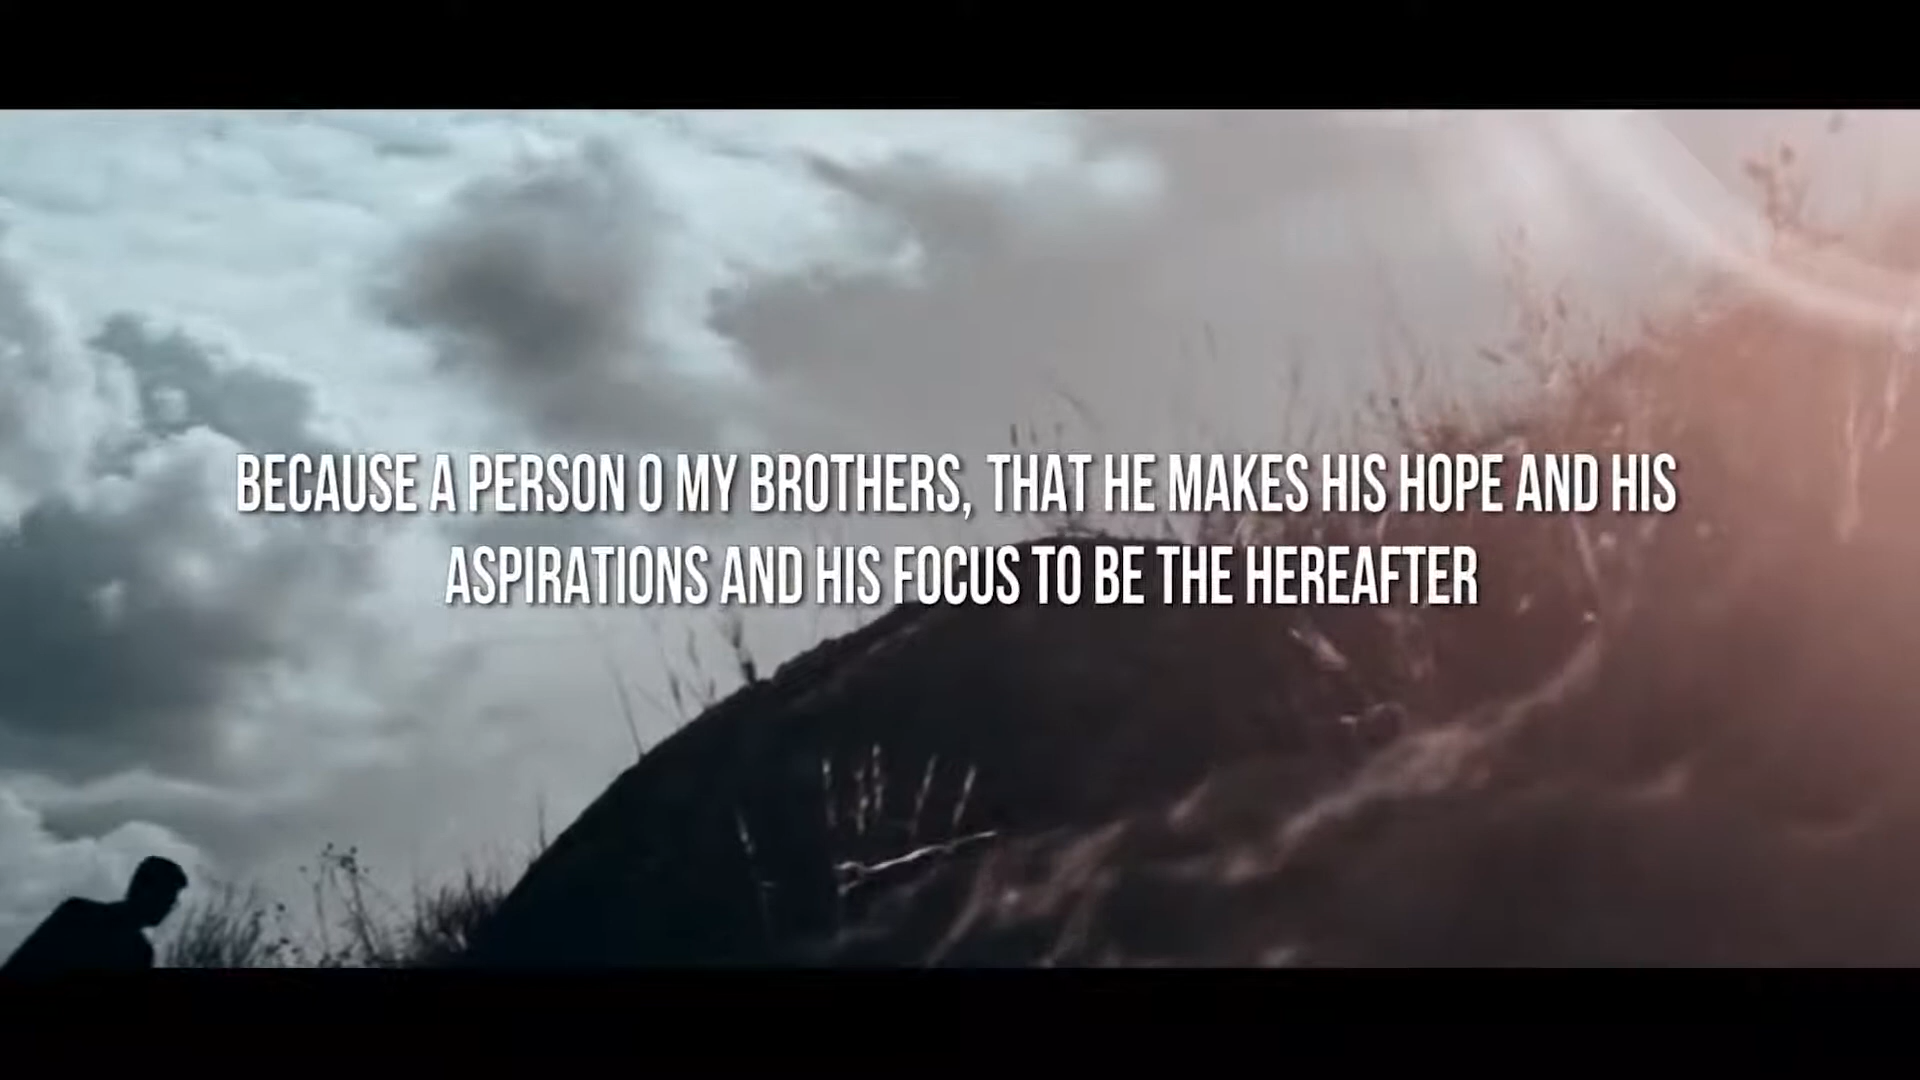 BECAUSE A PERSON O MY BROTHERS, THAT HE MAKES HIS HOPE AND HIS
ASPIRATIONS AND HIS FOCUS TO BE THE HEREAFTER